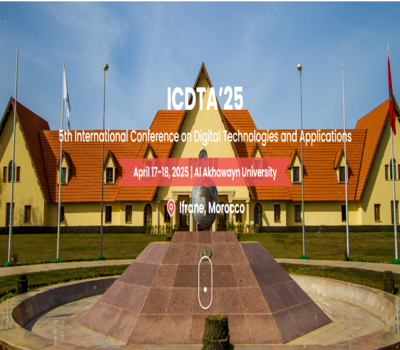 ICDTA'25
5th International Conference on Digital Technologies and Applications
April 17-18, 2025 | Al Akhawayn University
Ifrane, Morocco